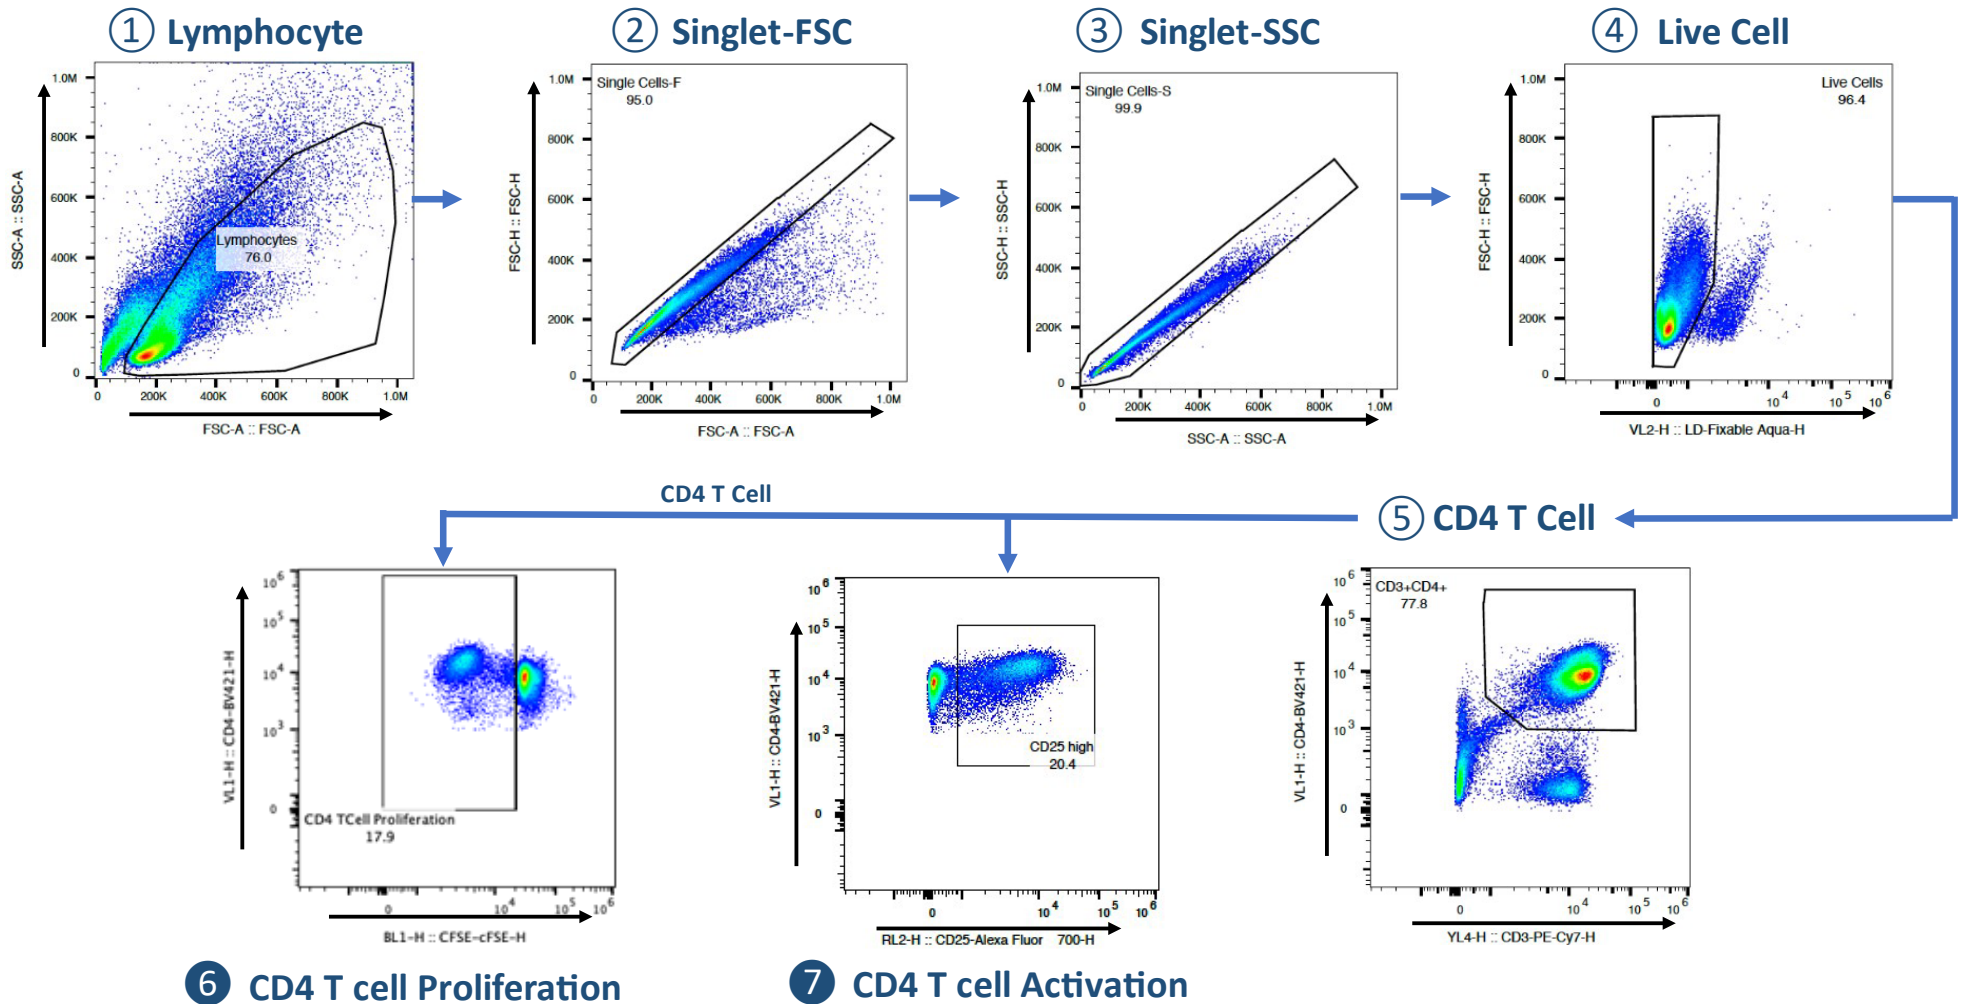 ① Lymphocyte
② Singlet-FSC
③ Singlet-SSC
④ Live Cell
1.0M
800K
600K
400K
200K
0
SSC-A :: SSC-A
Lymphocytes
76.0
0 200K 400K 600K 800K 1.0M
FSC-A :: FSC-A
Single Cells-F
95.0
1.0M
800K
600K
400K
200K
0
FSC-H :: FSC-H
0 200K 400K 600K 800K 1.0M
FSC-A :: FSC-A
Single Cells-S
99.9
1.0M
800K
600K
400K
200K
0
SSC-H :: SSC-H
0 200K 400K 600K 800K 1.0M
SSC-A :: SSC-A
Live Cells
96.4
1.0M
800K
600K
400K
200K
0
FSC-H :: FSC-H
0 10^4 10^5 10^6
VL2-H :: LD-Fixable Aqua-H
CD4 T Cell
⑤ CD4 T Cell
10^6
10^5
10^4
10^3
0
VL1-H :: CD4-BV421-H
CD4 TCell Proliferation
17.9
0 10^4 10^5 10^6
BL1-H :: CFSE-cFSE-H
10^6
10^5
10^4
10^3
0
VL1-H :: CD4-BV421-H
CD25 high
20.4
0 10^4 10^5 10^6
RL2-H :: CD25-Alexa Fluor 700-H
CD3+CD4+
77.8
10^6
10^5
10^4
10^3
0
VL1-H :: CD4-BV421-H
0 10^4 10^5 10^6
YL4-H :: CD3-PE-Cy7-H
❻ CD4 T cell Proliferation
❼ CD4 T cell Activation